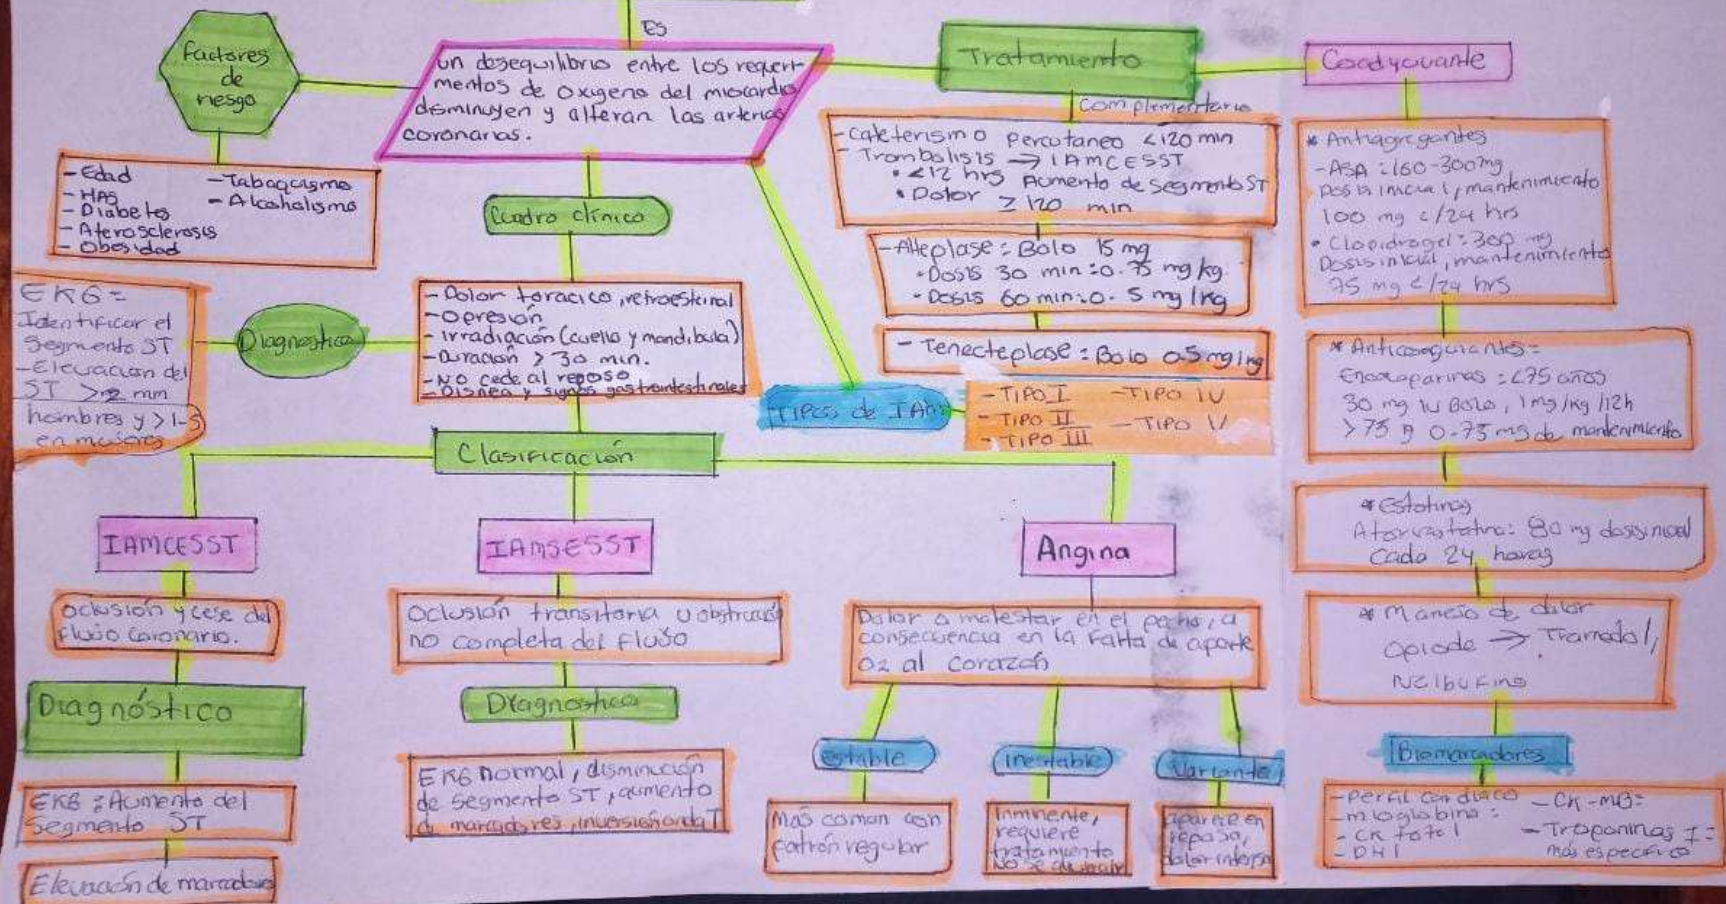 ES
Factores
de
riesgo
un desequilibrio entre los requeri-
mentos de oxigeno del miocardio
disminuyen y alteran las arterias
coronarias.
Tratamiento
Coadyuvante
- Edad
- HAS
- Diabetes
- Aterosclerosis
- Obesidad
- Tabaquismo
- Alcoholismo
Complementario
- Cateterismo Percutaneo <120 min
- Trombolisis → IAMCESST
• <12 hrs Aumento de Segmento ST
• Dolor ≥ 120 min
- Alteplase: Bolo 15 mg
• Dosis 30 min: 0.75 mg kg
• Dosis 60 min: 0.5 mg/kg
- Tenecteplase: Bolo 0.5 mg/kg
* Antiagregantes
- ASA: 160-300 mg
Dosis inicial, mantenimiento
100 mg c/24 hrs
• Clopidrogel: 300 mg
Dosis inicial, mantenimiento
75 mg c/24 hrs
* Anticoagulantes=
Enoxaparinas: <75 años
30 mg IV Bolo, 1mg/kg/12h
>75 0.75 mg de mantenimiento
* Estatinas
Atorvastatina: 80 mg dosis inicial
Cada 24 horas
* Manejo de dolor
Opiode → Tramadol,
Nalbufina
Biomarcadores
- Perfil cardiaco
- mioglobina:
- CK total
- DHL
- CK-MB=
- Troponinas I=
más especifico
Cuadro clínico
- Dolor toracico, retroesternal
- Opresión
- Irradiación (cuello y mandibula)
- Duración > 30 min.
- No cede al reposo
- Disnea y signos gastrointestinales
Diagnostico
EKG=
Identificar el
Segmento ST
- Elevacion del
ST >2 mm
hombres y >1-5
en mujeres
Tipos de IAM
- TIPO I
- TIPO II
- TIPO III
- TIPO IV
- TIPO V
Clasificación
IAMCESST
Oclusión y cese del
Flujo Coronario.
Diagnóstico
EKG: Aumento del
Segmento ST
Elevación de marcadores
IAMSESST
Oclusión transitoria u obstrucción
no completa del Flujo
Diagnostico
EKG normal, disminución
de segmento ST, aumento
de marcadores, inversión onda T
Angina
Dolor o malestar en el pecho, a
consecuencia en la Falta de aporte
O2 al corazón
estable
Más comun con
patrón regular
inestable
Inminente,
requiere
tratamiento
No se
Variante
aparece en
reposo,
dolor intenso